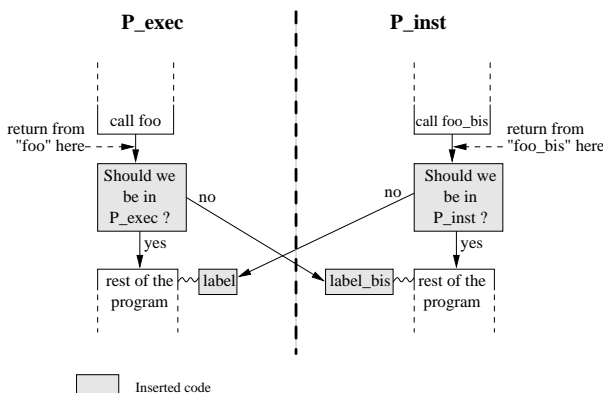 P_exec
P_inst
call foo
call foo_bis
return from
"foo" here
return from
"foo_bis" here
Should we
be in
P_exec ?
no
no
Should we
be in
P_inst ?
yes
yes
rest of the
program
label
label_bis
rest of the
program
Inserted code